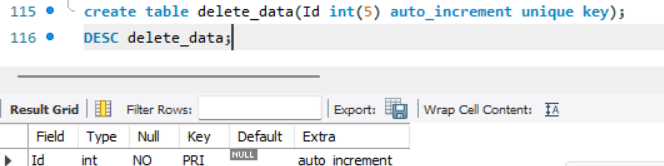 115 create table delete_data(Id int(5) auto_increment unique key);
116 DESC delete_data;
Result Grid Filter Rows: Export: Wrap Cell Content: IA
Field Type Null Key Default Extra
Id int NO PRI NULL auto_increment